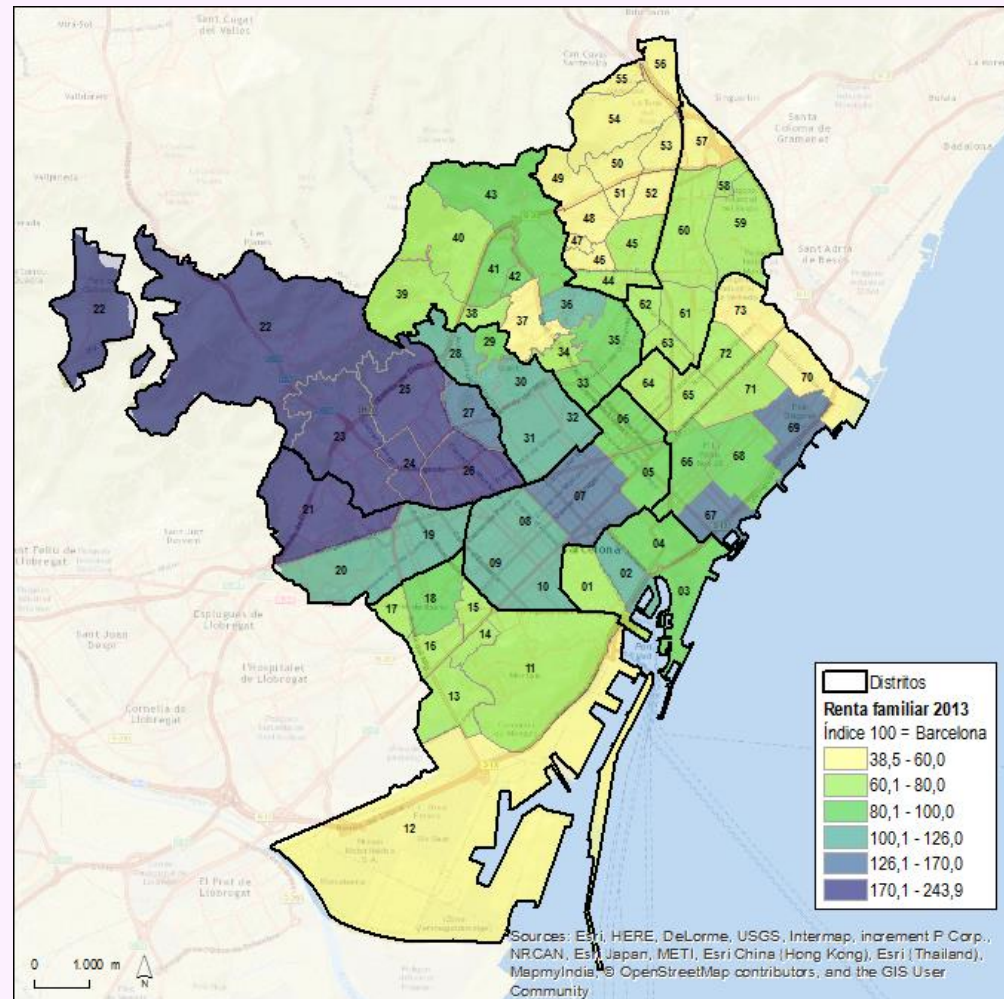 Sant Cugat
del Vallès
Santa
Coloma de
Gramenet
Badalona
Sant Adrià
de Besòs
56
55
54
57
53
50
49
51
52
58
43
48
60
59
40
47
45
46
41
42
44
22
36
62
73
39
61
22
38
37
35
63
72
28
29
34
70
25
30
33
64
65
71
27
32
06
69
23
31
24
26
05
66
68
07
67
21
08
19
04
09
02
20
10
01
03
17
18
15
14
16
11
13
12
Esplugues de
Llobregat
Sant Joan
Despí
l'Hospitalet
de Llobregat
Cornellà de
Llobregat
El Prat de
Llobregat
Distritos
Renta familiar 2013
Índice 100 = Barcelona
38,5 - 60,0
60,1 - 80,0
80,1 - 100,0
100,1 - 126,0
126,1 - 170,0
170,1 - 243,9
Sources: Esri, HERE, DeLorme, USGS, Intermap, increment P Corp.,
NRCAN, Esri Japan, METI, Esri China (Hong Kong), Esri (Thailand),
MapmyIndia, © OpenStreetMap contributors, and the GIS User
Community
0 1.000 m
N